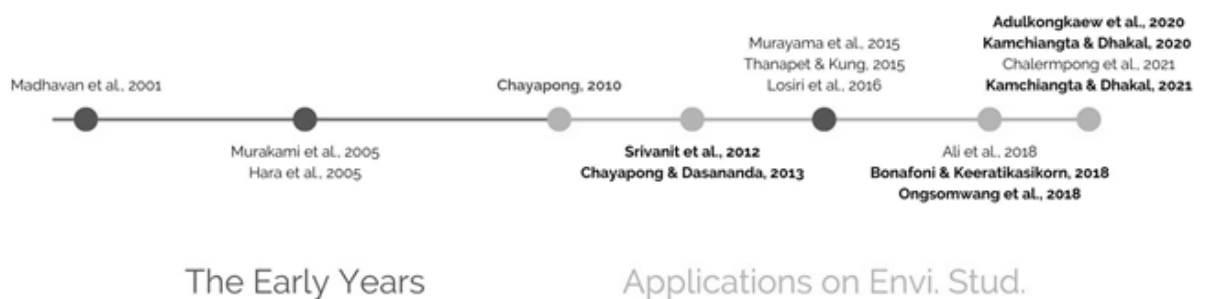 Adulkongkaew et al., 2020
Kamchiangta & Dhakal, 2020
Chalermpong et al., 2021
Kamchiangta & Dhakal, 2021
Murayama et al., 2015
Thanapet & Kung, 2015
Losiri et al., 2016
Madhavan et al., 2001
Chayapong, 2010
Murakami et al., 2005
Hara et al., 2005
Srivanit et al., 2012
Chayapong & Dasananda, 2013
Ali et al., 2018
Bonafoni & Keeratikasikorn, 2018
Ongsomwang et al., 2018
The Early Years
Applications on Envi. Stud.